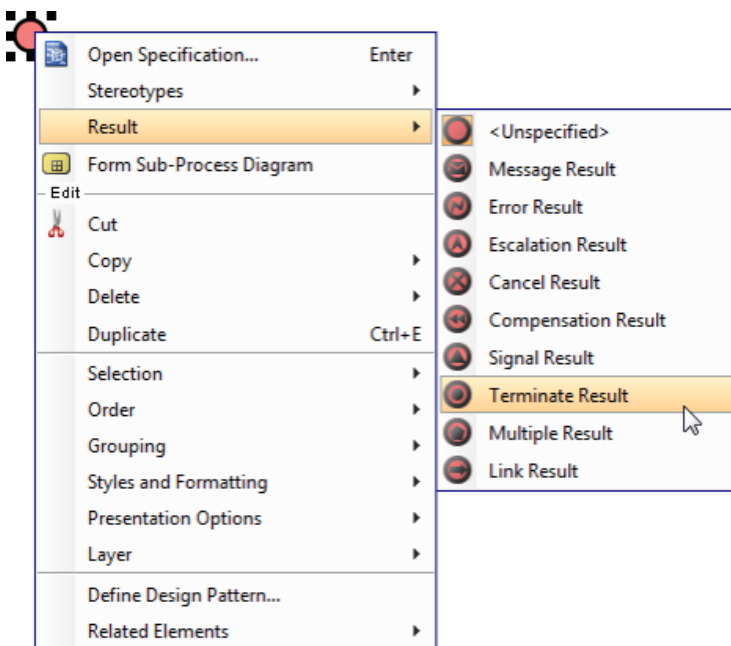 Open Specification... Enter
Stereotypes
Result
Form Sub-Process Diagram
Edit
Cut
Copy
Delete
Duplicate Ctrl+E
Selection
Order
Grouping
Styles and Formatting
Presentation Options
Layer
Define Design Pattern...
Related Elements
<Unspecified>
Message Result
Error Result
Escalation Result
Cancel Result
Compensation Result
Signal Result
Terminate Result
Multiple Result
Link Result